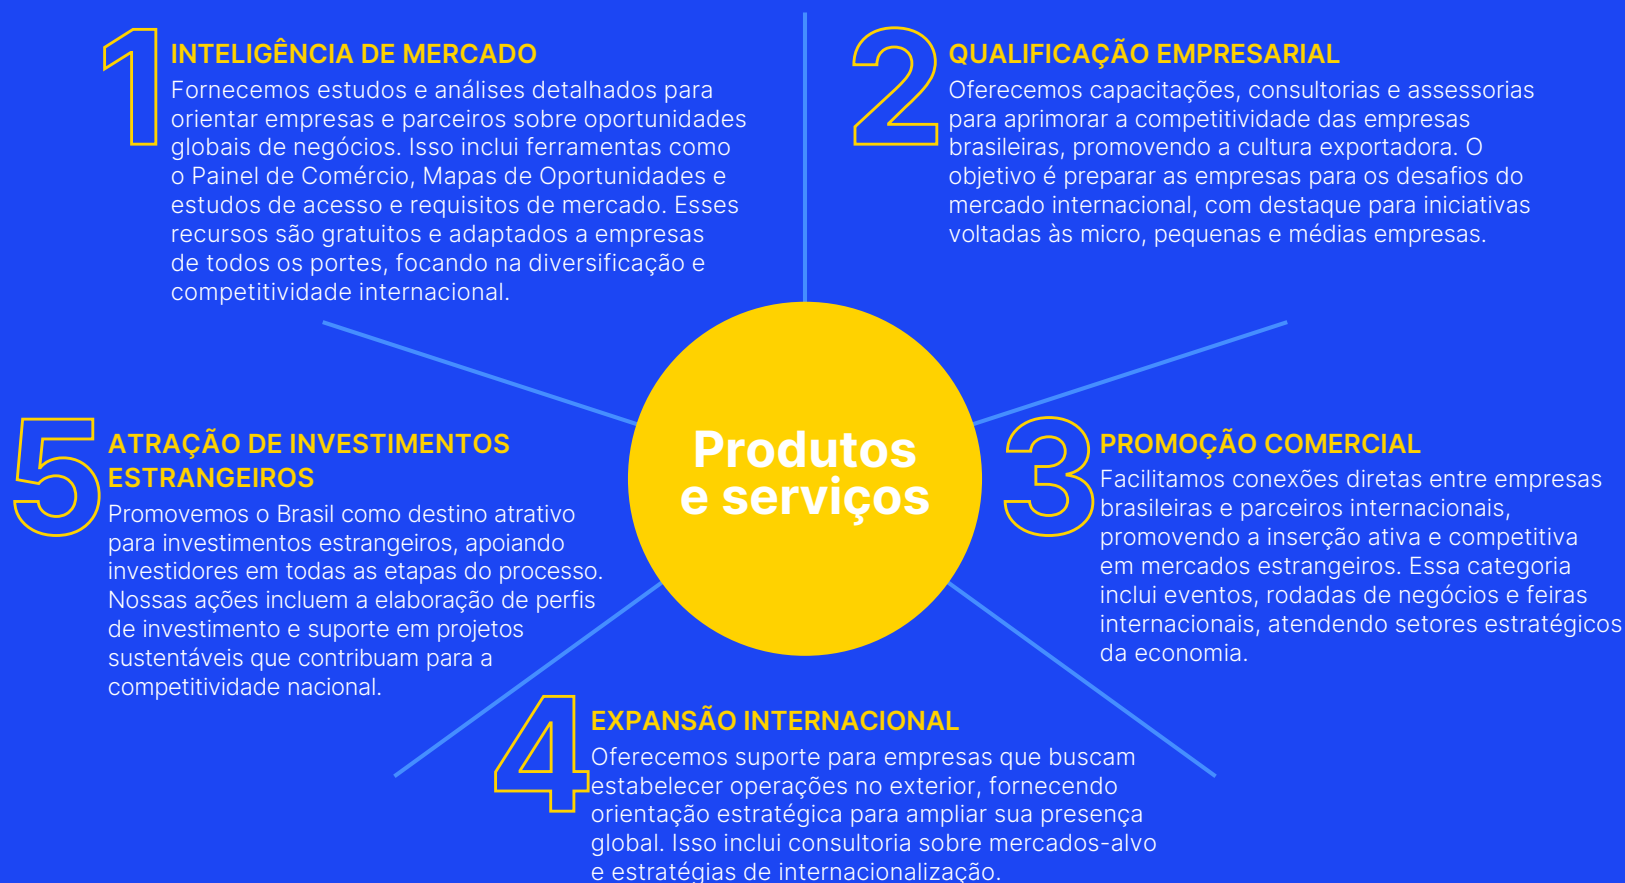 1
INTELIGÊNCIA DE MERCADO
Fornecemos estudos e análises detalhados para
orientar empresas e parceiros sobre oportunidades
globais de negócios. Isso inclui ferramentas como
o Painel de Comércio, Mapas de Oportunidades e
estudos de acesso e requisitos de mercado. Esses
recursos são gratuitos e adaptados a empresas
de todos os portes, focando na diversificação e
competitividade internacional.
2
QUALIFICAÇÃO EMPRESARIAL
Oferecemos capacitações, consultorias e assessorias
para aprimorar a competitividade das empresas
brasileiras, promovendo a cultura exportadora. O
objetivo é preparar as empresas para os desafios do
mercado internacional, com destaque para iniciativas
voltadas às micro, pequenas e médias empresas.
Produtos
e serviços
3
PROMOÇÃO COMERCIAL
Facilitamos conexões diretas entre empresas
brasileiras e parceiros internacionais,
promovendo a inserção ativa e competitiva
em mercados estrangeiros. Essa categoria
inclui eventos, rodadas de negócios e feiras
internacionais, atendendo setores estratégicos
da economia.
4
EXPANSÃO INTERNACIONAL
Oferecemos suporte para empresas que buscam
estabelecer operações no exterior, fornecendo
orientação estratégica para ampliar sua presença
global. Isso inclui consultoria sobre mercados-alvo
e estratégias de internacionalização.
5
ATRAÇÃO DE INVESTIMENTOS
ESTRANGEIROS
Promovemos o Brasil como destino atrativo
para investimentos estrangeiros, apoiando
investidores em todas as etapas do processo.
Nossas ações incluem a elaboração de perfis
de investimento e suporte em projetos
sustentáveis que contribuam para a
competitividade nacional.